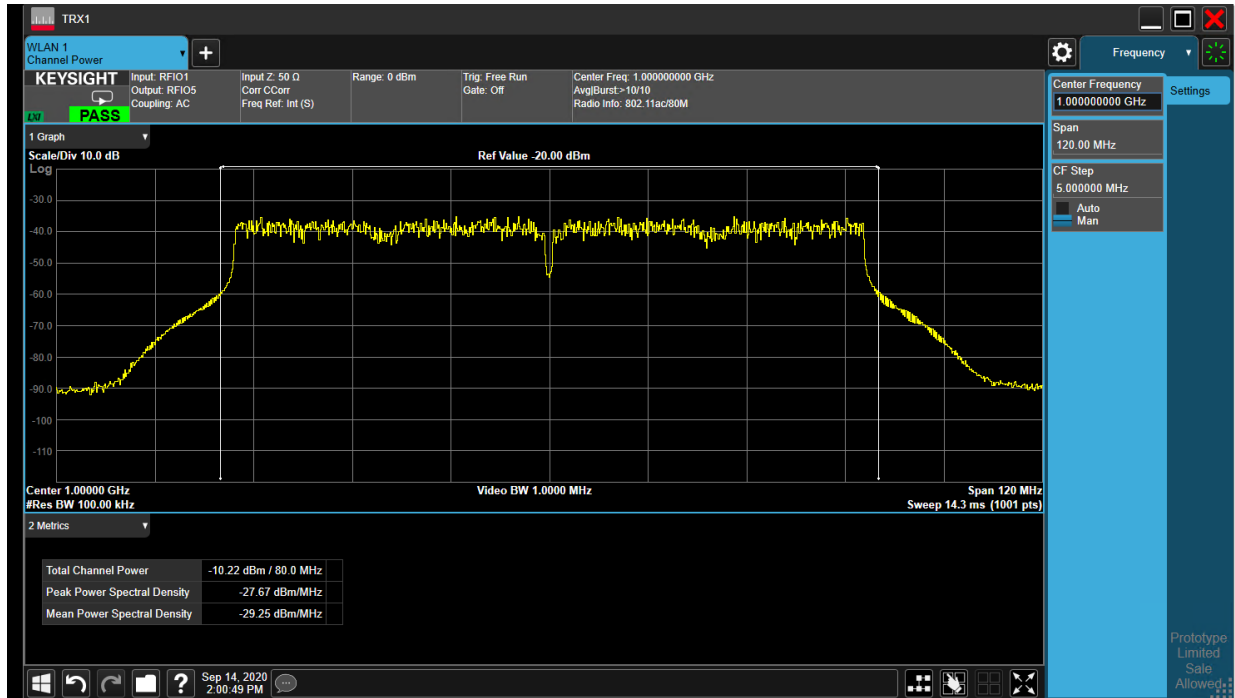 TRX1
WLAN 1
Channel Power
+
Frequency
KEYSIGHT
LXI
PASS
Input: RFIO1
Output: RFIO5
Coupling: AC
Input Z: 50 Ω
Corr CCorr
Freq Ref: Int (S)
Range: 0 dBm
Trig: Free Run
Gate: Off
Center Freq: 1.000000000 GHz
Avg|Burst:>10/10
Radio Info: 802.11ac/80M
Center Frequency
1.000000000 GHz
Settings
Span
120.00 MHz
CF Step
5.000000 MHz
Auto
Man
1 Graph
Scale/Div 10.0 dB
Ref Value -20.00 dBm
Log
-30.0
-40.0
-50.0
-60.0
-70.0
-80.0
-90.0
-100
-110
Center 1.00000 GHz
Video BW 1.0000 MHz
Span 120 MHz
#Res BW 100.00 kHz
Sweep 14.3 ms (1001 pts)
2 Metrics
Total Channel Power -10.22 dBm / 80.0 MHz
Peak Power Spectral Density -27.67 dBm/MHz
Mean Power Spectral Density -29.25 dBm/MHz
Prototype
Limited
Sale
Allowed
?
Sep 14, 2020
2:00:49 PM